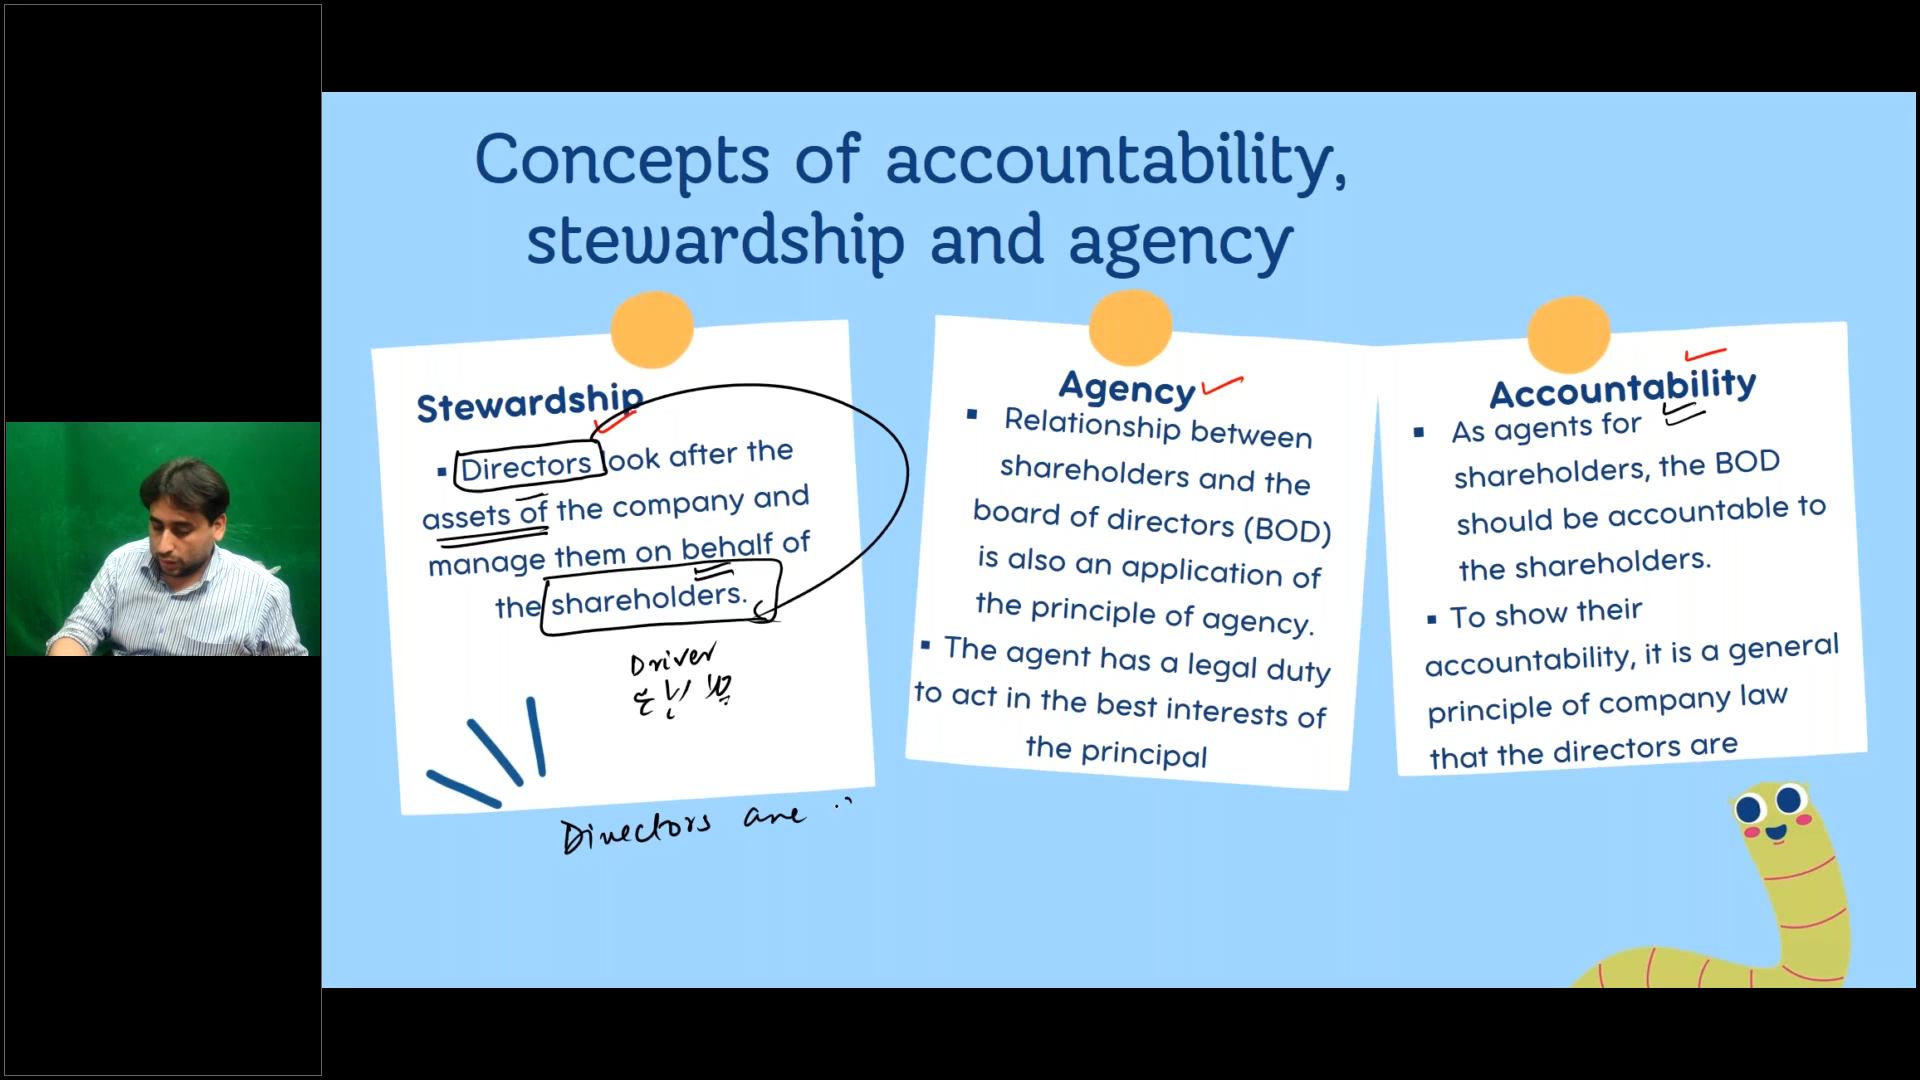 Concepts of accountability,
stewardship and agency
Stewardship
▪ Directors look after the
assets of the company and
manage them on behalf of
the shareholders.
Driver
Directors are
Agency
▪ Relationship between
shareholders and the
board of directors (BOD)
is also an application of
the principle of agency.
▪ The agent has a legal duty
to act in the best interests of
the principal
Accountability
▪ As agents for
shareholders, the BOD
should be accountable to
the shareholders.
▪ To show their
accountability, it is a general
principle of company law
that the directors are